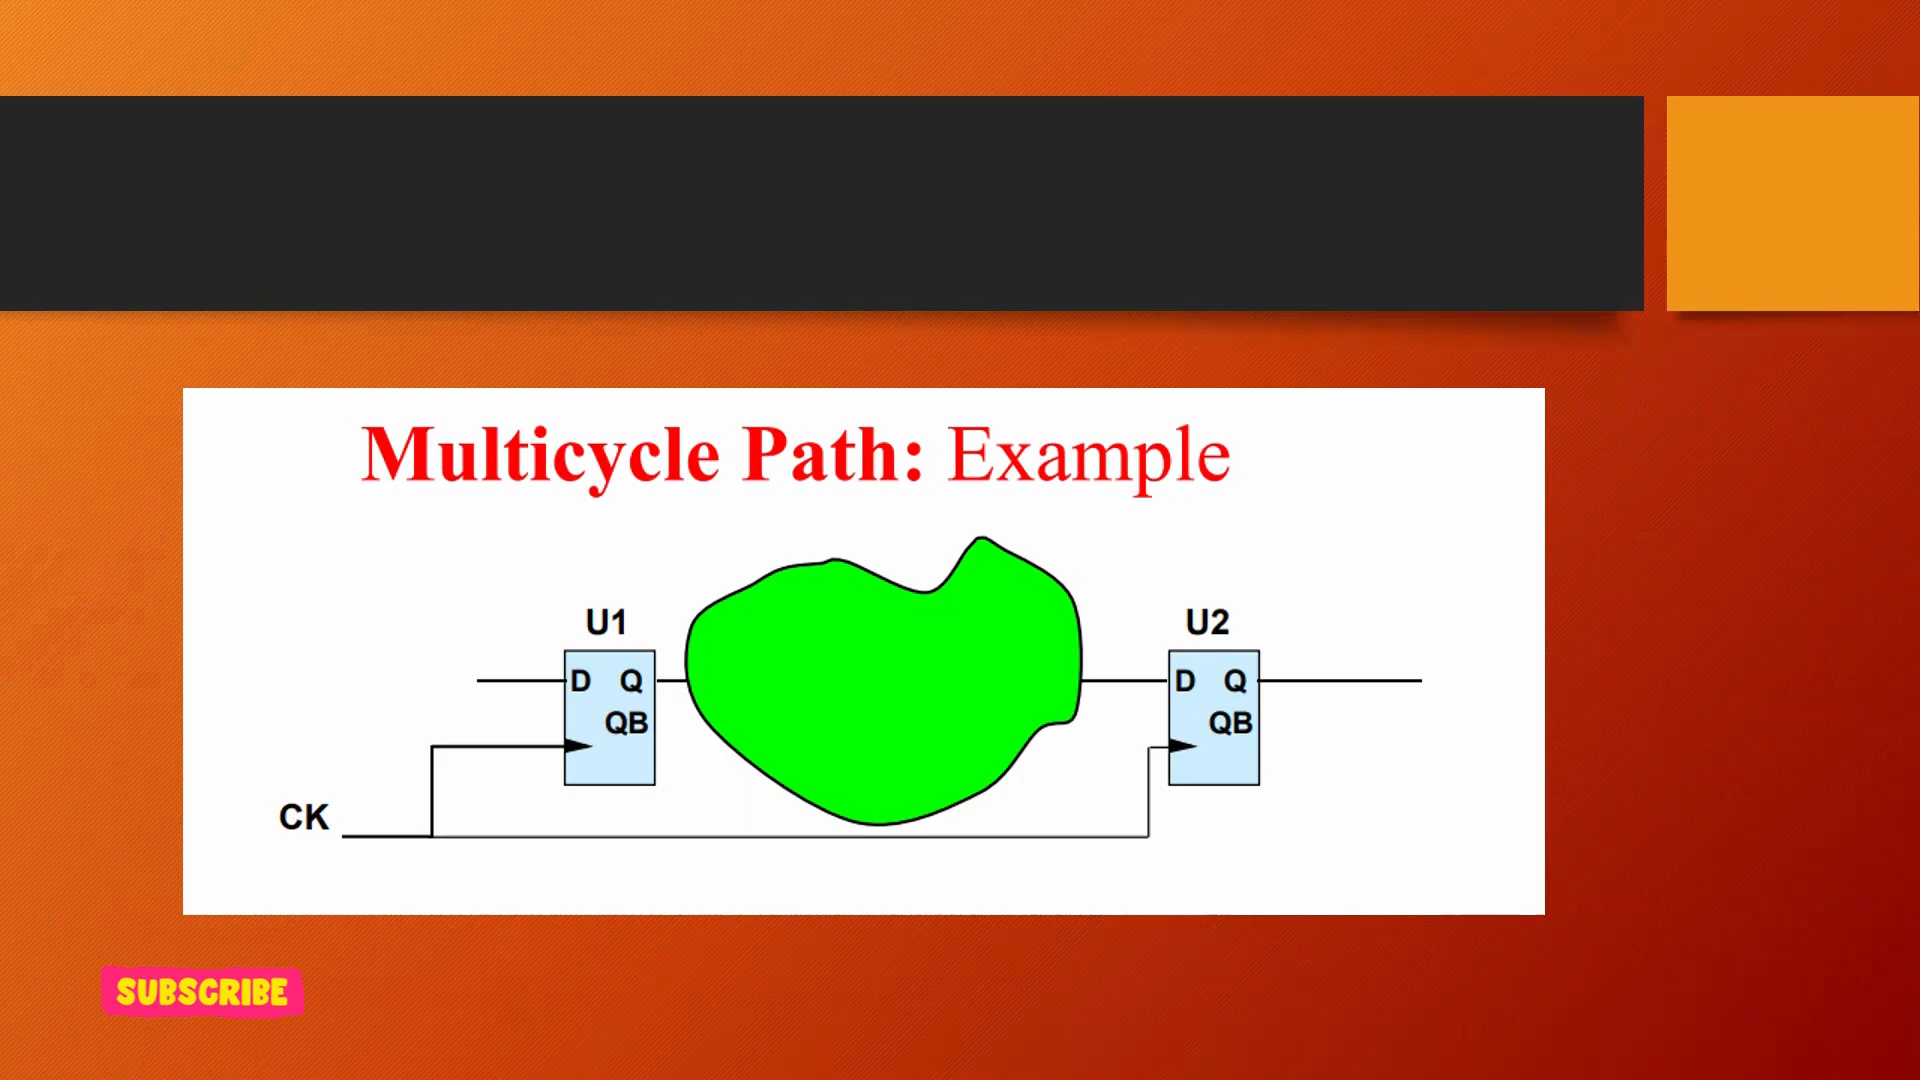 Multicycle Path: Example
U1
U2
D Q
D Q
QB
QB
CK
SUBSCRIBE